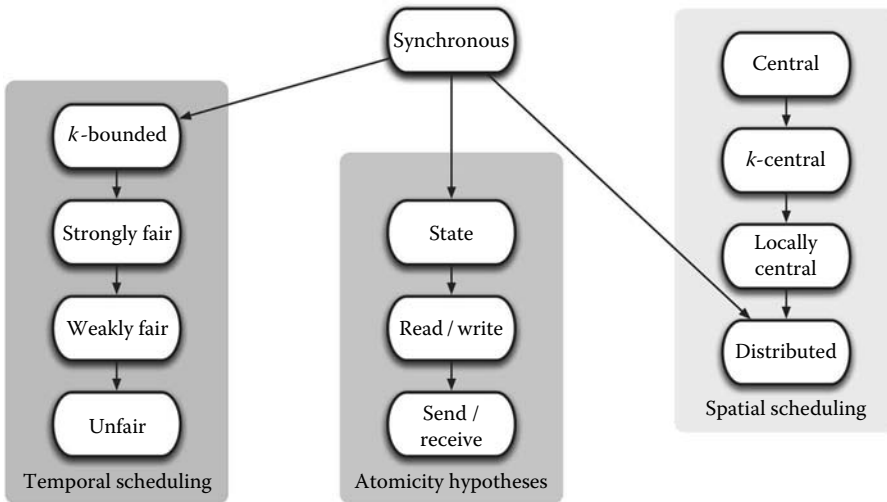 Synchronous
k-bounded
Strongly fair
Weakly fair
Unfair
Temporal scheduling
State
Read / write
Send /
receive
Atomicity hypotheses
Central
k-central
Locally
central
Distributed
Spatial scheduling